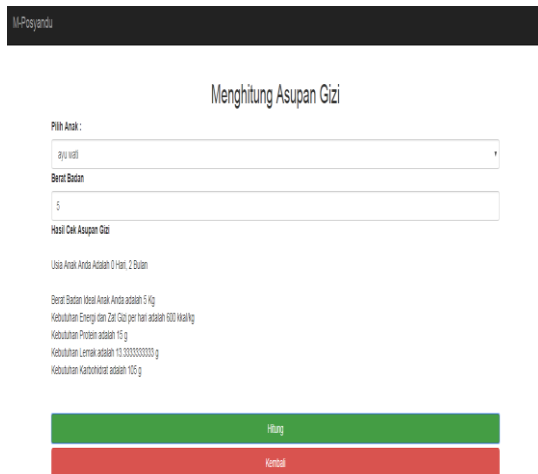 M-Posyandu
Menghitung Asupan Gizi
Pilih Anak :
ayu wati
Berat Badan
5
Hasil Cek Asupan Gizi
Usia Anak Anda Adalah 0 Hari, 2 Bulan
Berat Badan Ideal Anak Anda adalah 5 Kg
Kebutuhan Energi dan Zat Gizi per hari adalah 600 kkal/kg
Kebutuhan Protein adalah 15 g
Kebutuhan Lemak adalah 13.3333333333 g
Kebutuhan Karbohidrat adalah 105 g
Hitung
Kembali